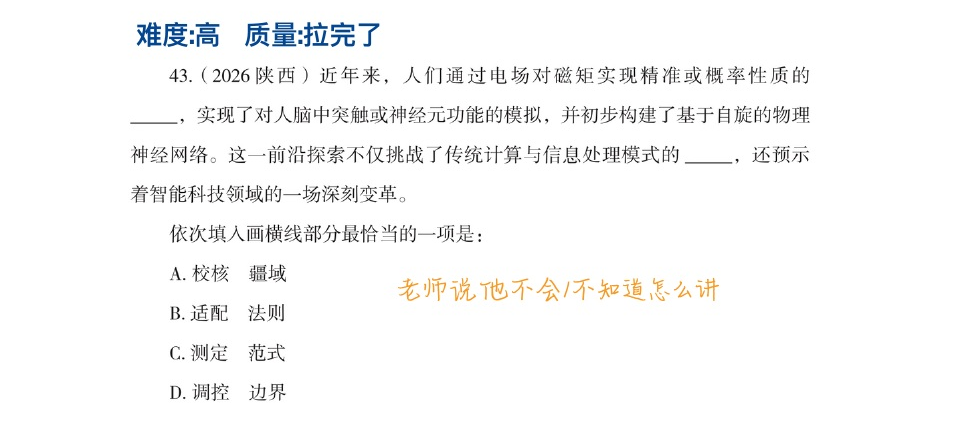 难度:高 质量:拉完了
43.（2026 陕西）近年来，人们通过电场对磁矩实现精准或概率性质的
_____，实现了对人脑中突触或神经元功能的模拟，并初步构建了基于自旋的物理
神经网络。这一前沿探索不仅挑战了传统计算与信息处理模式的 _____，还预示
着智能科技领域的一场深刻变革。
依次填入画横线部分最恰当的一项是：
A. 校核 疆域
老师说他不会/不知道怎么讲
B. 适配 法则
C. 测定 范式
D. 调控 边界